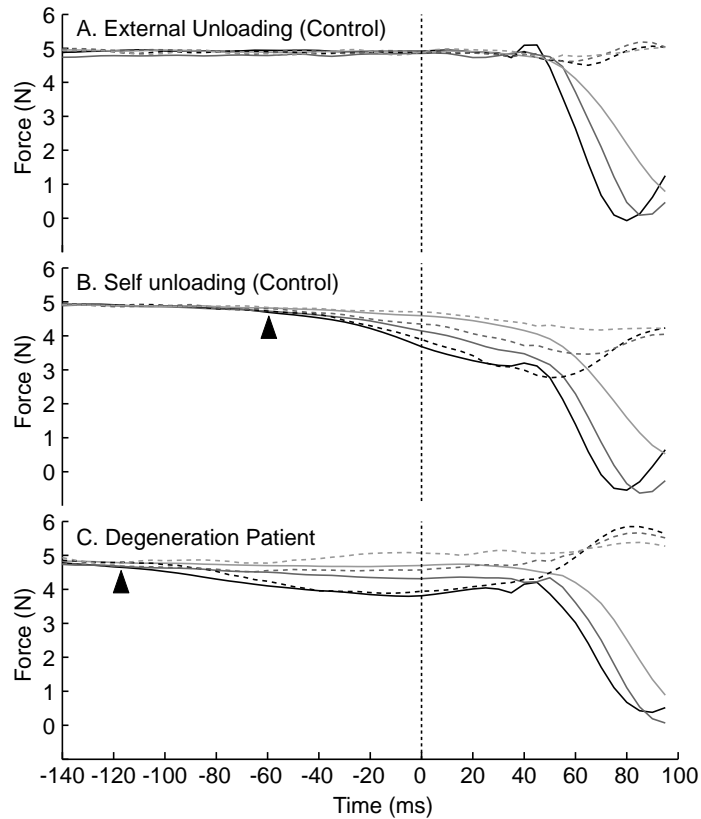 A. External Unloading (Control)
6
5
4
3
2
1
0
Force (N)
B. Self unloading (Control)
6
5
4
3
2
1
0
Force (N)
C. Degeneration Patient
6
5
4
3
2
1
0
Force (N)
-140 -120 -100 -80 -60 -40 -20 0 20 40 60 80 100
Time (ms)